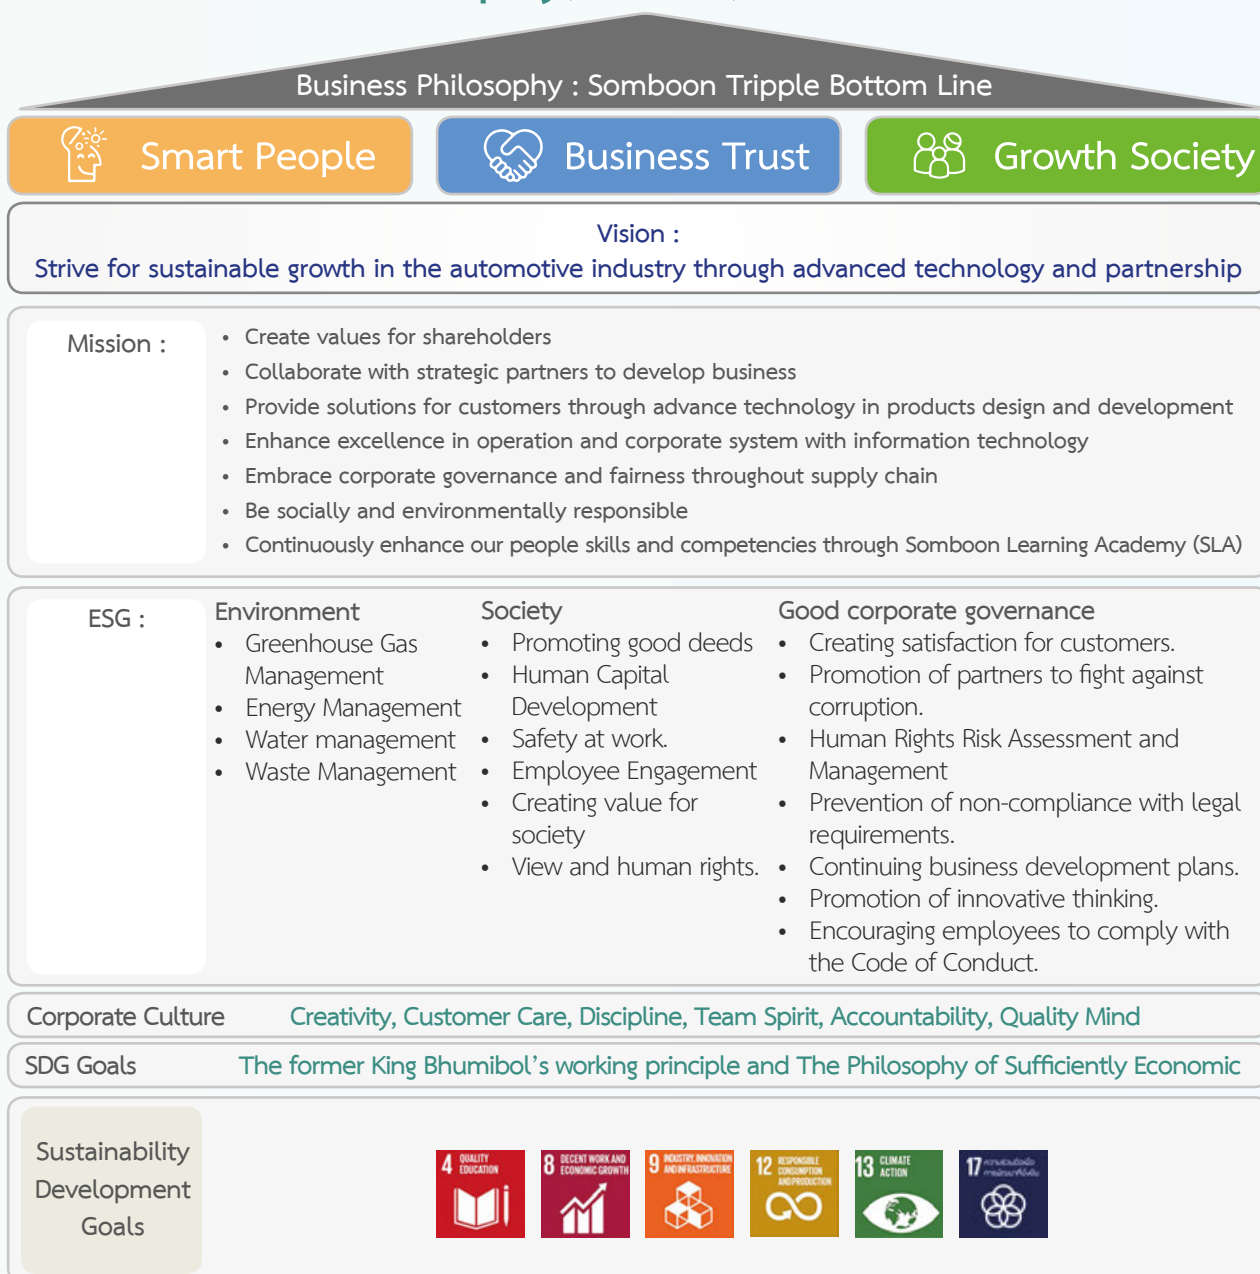 Business Philosophy : Somboon Tripple Bottom Line
Smart People
Business Trust
Growth Society
Vision :
Strive for sustainable growth in the automotive industry through advanced technology and partnership
Mission :
• Create values for shareholders
• Collaborate with strategic partners to develop business
• Provide solutions for customers through advance technology in products design and development
• Enhance excellence in operation and corporate system with information technology
• Embrace corporate governance and fairness throughout supply chain
• Be socially and environmentally responsible
• Continuously enhance our people skills and competencies through Somboon Learning Academy (SLA)
ESG :
Environment
• Greenhouse Gas
Management
• Energy Management
• Water management
• Waste Management
Society
• Promoting good deeds
• Human Capital
Development
• Safety at work.
• Employee Engagement
• Creating value for
society
• View and human rights.
Good corporate governance
• Creating satisfaction for customers.
• Promotion of partners to fight against
corruption.
• Human Rights Risk Assessment and
Management
• Prevention of non-compliance with legal
requirements.
• Continuing business development plans.
• Promotion of innovative thinking.
• Encouraging employees to comply with
the Code of Conduct.
Corporate Culture
Creativity, Customer Care, Discipline, Team Spirit, Accountability, Quality Mind
SDG Goals
The former King Bhumibol's working principle and The Philosophy of Sufficiently Economic
Sustainability
Development
Goals
4 QUALITY
EDUCATION
8 DECENT WORK AND
ECONOMIC GROWTH
9 INDUSTRY, INNOVATION
AND INFRASTRUCTURE
12 RESPONSIBLE
CONSUMPTION
AND PRODUCTION
13 CLIMATE
ACTION
17